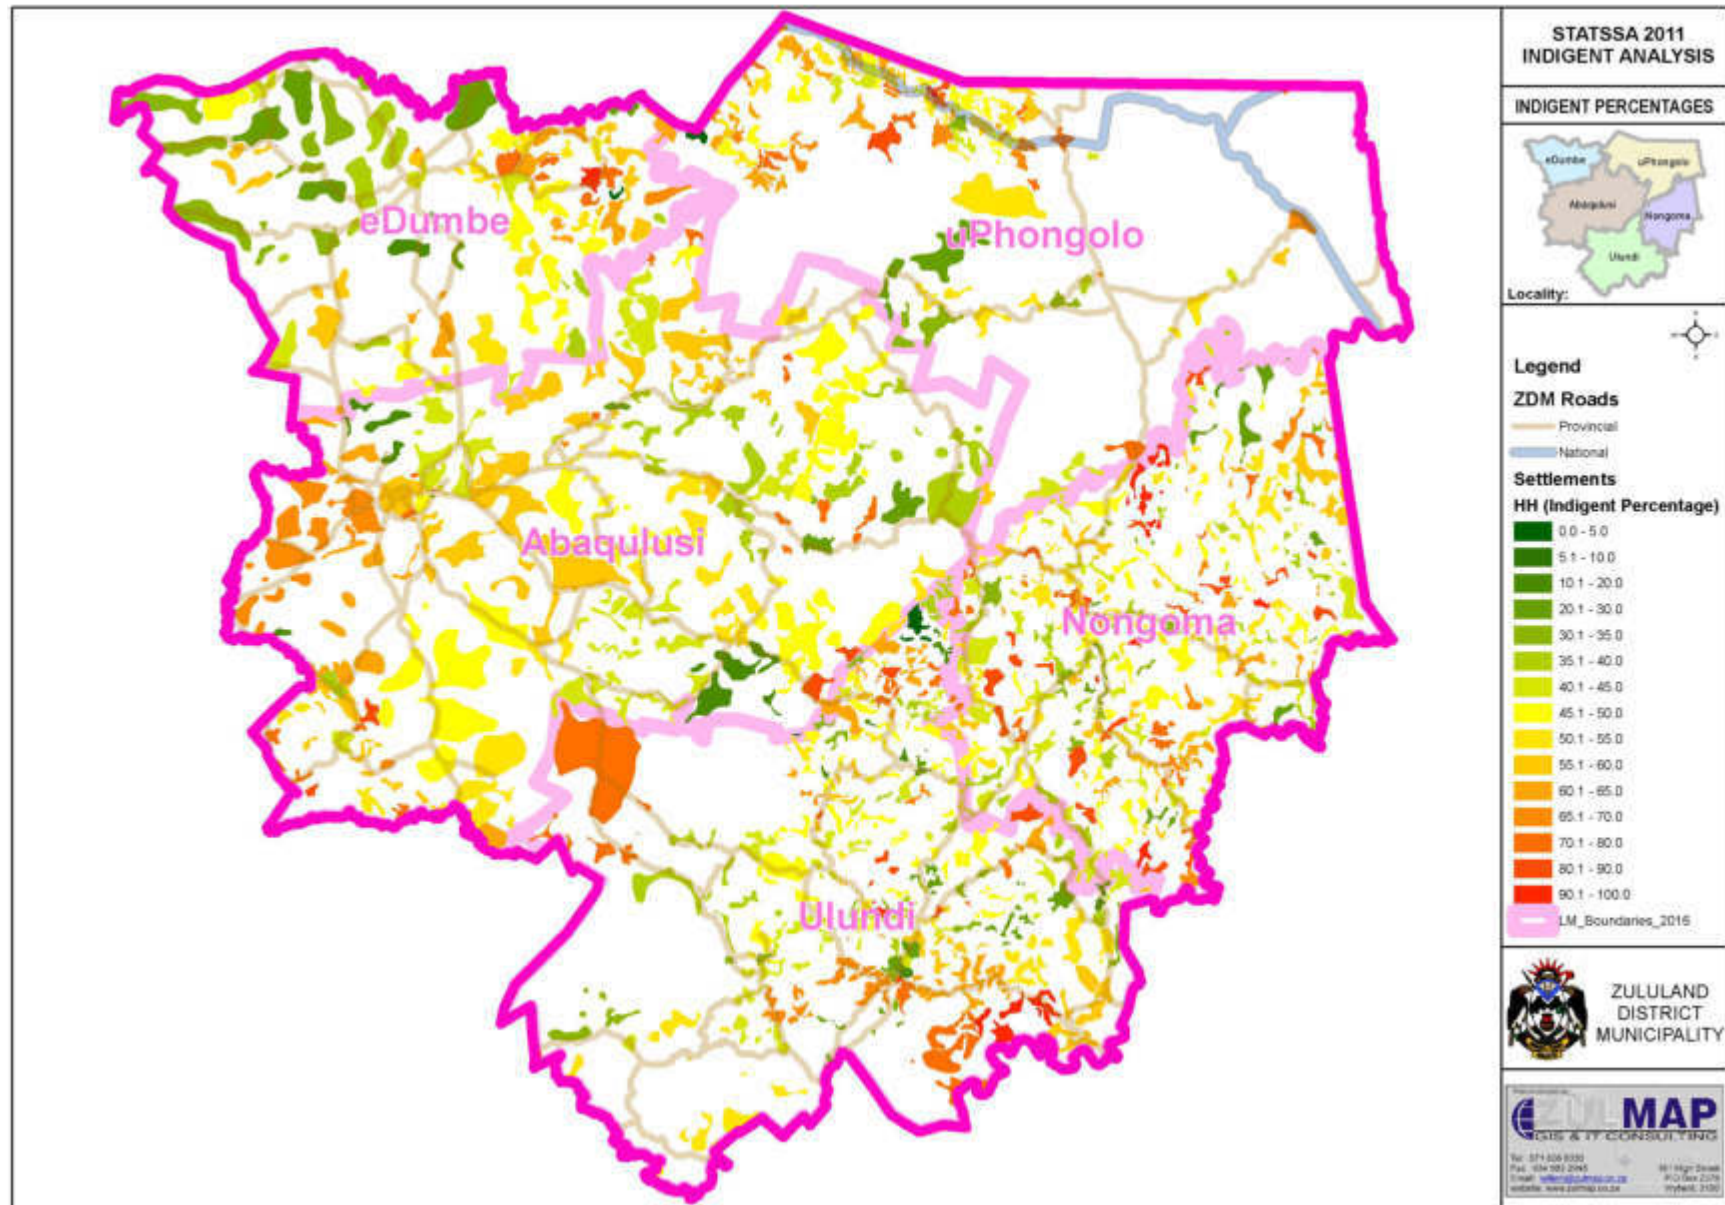 STATSSA 2011
INDIGENT ANALYSIS
INDIGENT PERCENTAGES
eDumbe
uPhongolo
Abaqulusi
Nongoma
Ulundi
Locality:
Legend
ZDM Roads
Provincial
National
Settlements
HH (Indigent Percentage)
0.0 - 5.0
5.1 - 10.0
10.1 - 20.0
20.1 - 30.0
30.1 - 35.0
35.1 - 40.0
40.1 - 45.0
45.1 - 50.0
50.1 - 55.0
55.1 - 60.0
60.1 - 65.0
65.1 - 70.0
70.1 - 80.0
80.1 - 90.0
90.1 - 100.0
LM_Boundaries_2016
ZULULAND
DISTRICT
MUNICIPALITY
ZULMAP
GIS & IT CONSULTING
eDumbe
uPhongolo
Abaqulusi
Nongoma
Ulundi